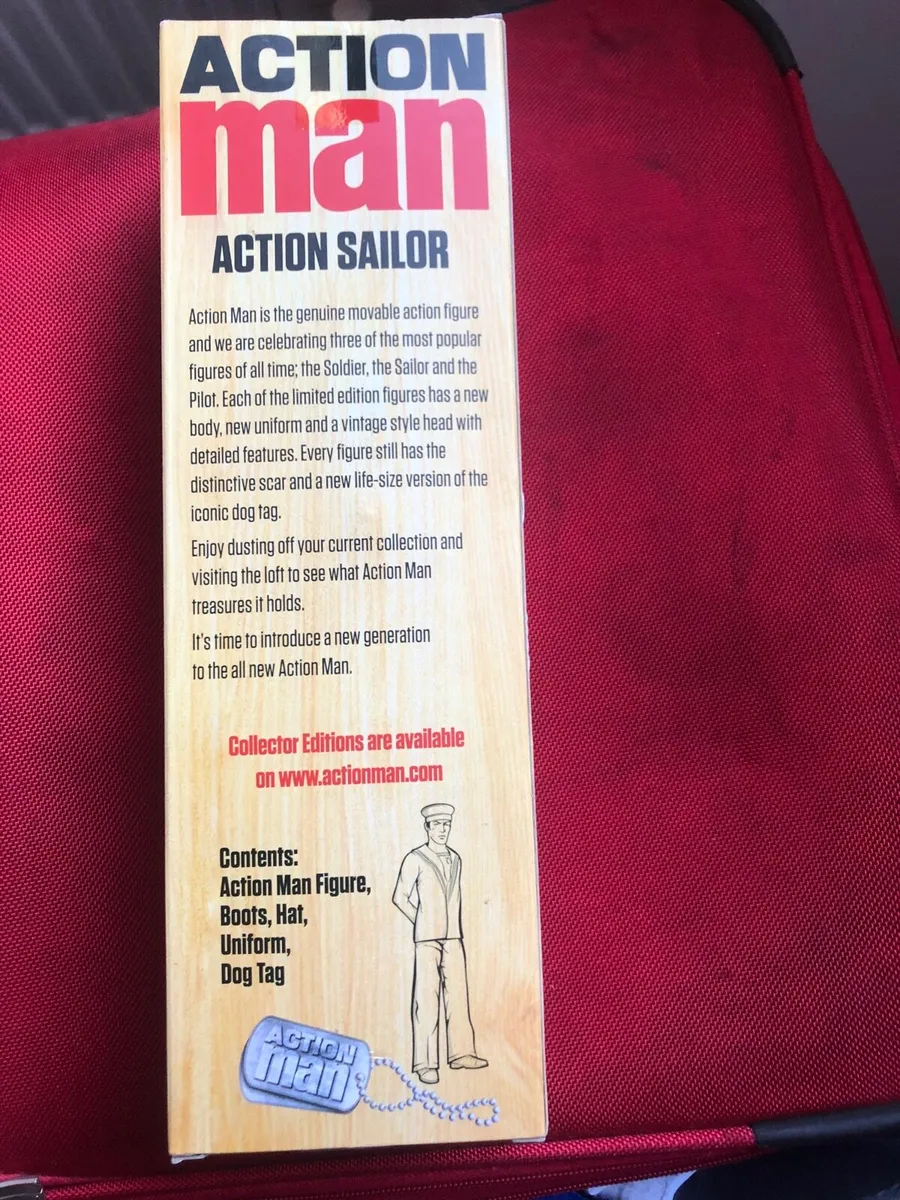 ACTION
man
ACTION SAILOR
Action Man is the genuine movable action figure
and we are celebrating three of the most popular
figures of all time; the Soldier, the Sailor and the
Pilot. Each of the limited edition figures has a new
body, new uniform and a vintage style head with
detailed features. Every figure still has the
distinctive scar and a new life-size version of the
iconic dog tag.
Enjoy dusting off your current collection and
visiting the loft to see what Action Man
treasures it holds.
It's time to introduce a new generation
to the all new Action Man.
Collector Editions are available
on www.actionman.com
Contents:
Action Man Figure,
Boots, Hat,
Uniform,
Dog Tag
ACTION
man